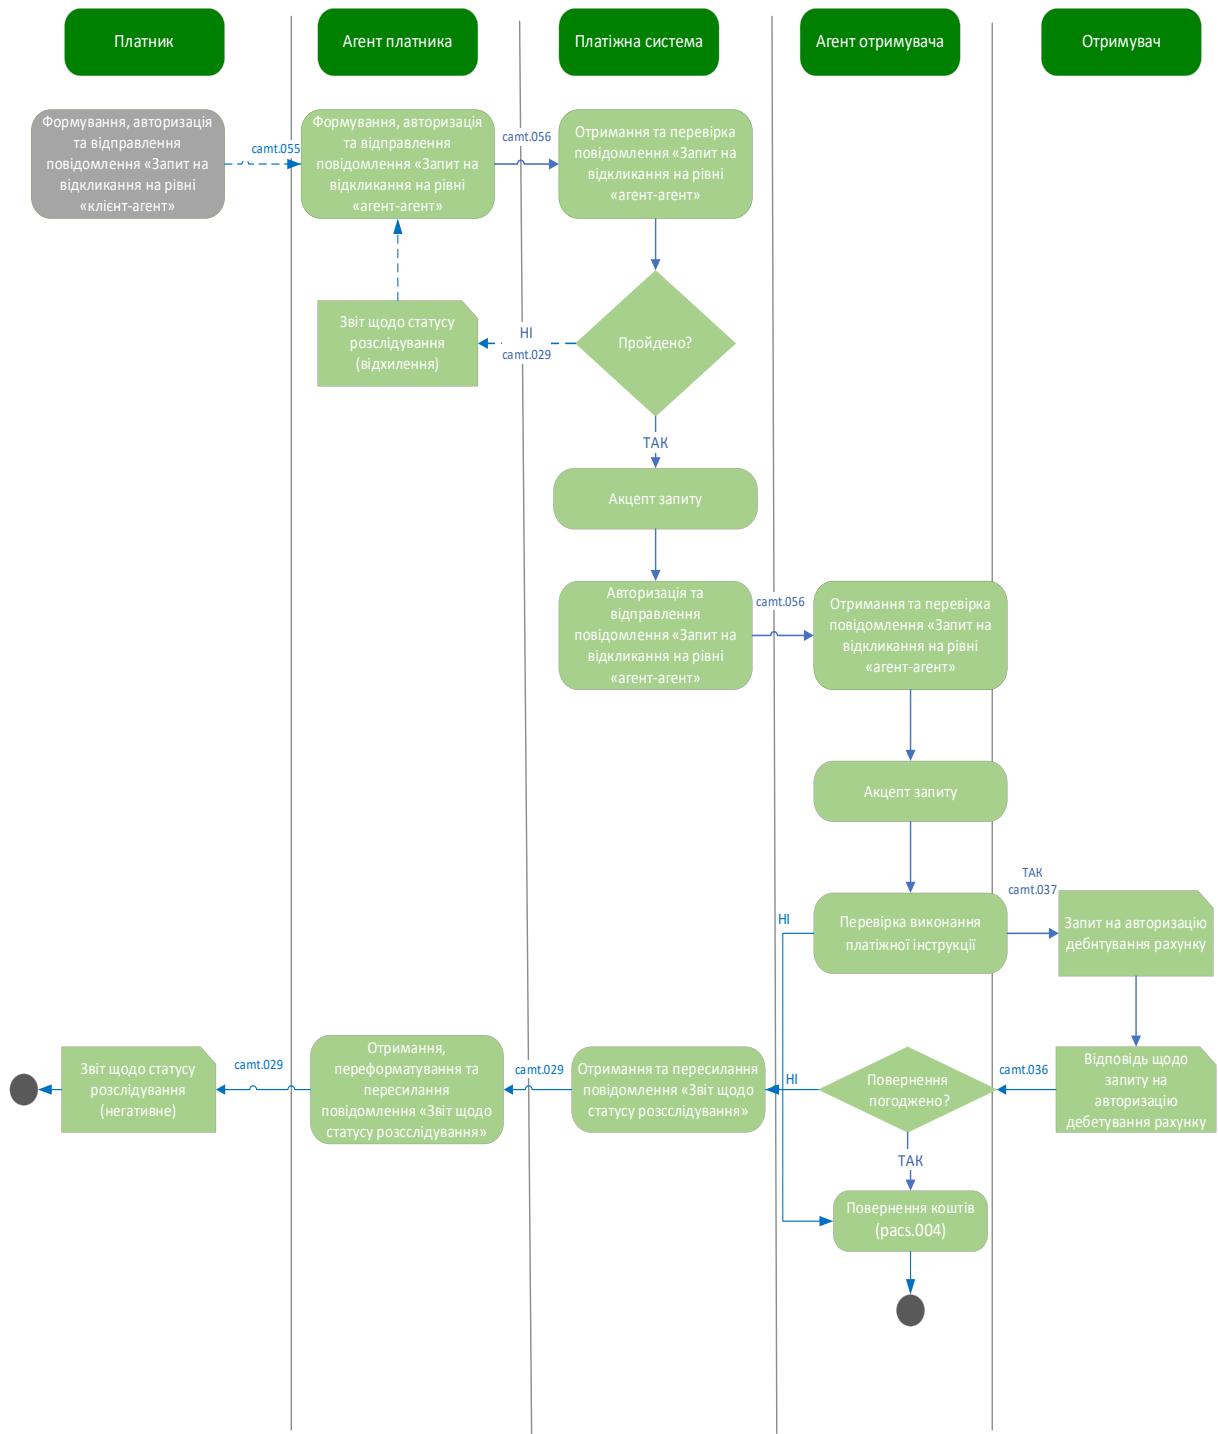 Платник
Агент платника
Платіжна система
Агент отримувача
Отримувач
Формування, авторизація
та відправлення
повідомлення «Запит на
відкликання на рівні
«клієнт-агент»
camt.055
Формування, авторизація
та відправлення
повідомлення «Запит на
відкликання на рівні
«агент-агент»
camt.056
Отримання та перевірка
повідомлення «Запит на
відкликання на рівні
«агент-агент»
Звіт щодо статусу
розслідування
(відхилення)
НІ
camt.029
Пройдено?
ТАК
Акцепт запиту
Авторизація та
відправлення
повідомлення «Запит на
відкликання на рівні
«агент-агент»
camt.056
Отримання та перевірка
повідомлення «Запит на
відкликання на рівні
«агент-агент»
Акцепт запиту
НІ
Перевірка виконання
платіжної інструкції
ТАК
camt.037
Запит на авторизацію
дебнтування рахунку
Звіт щодо статусу
розслідування
(негативне)
camt.029
Отримання,
переформатування та
пересилання
повідомлення «Звіт щодо
статусу розсслідування»
camt.029
Отримання та пересилання
повідомлення «Звіт щодо
статусу розсслідування»
НІ
Повернення
погоджено?
camt.036
Відповідь щодо
запиту на
авторизацію
дебетування рахунку
ТАК
Повернення коштів
(pacs.004)